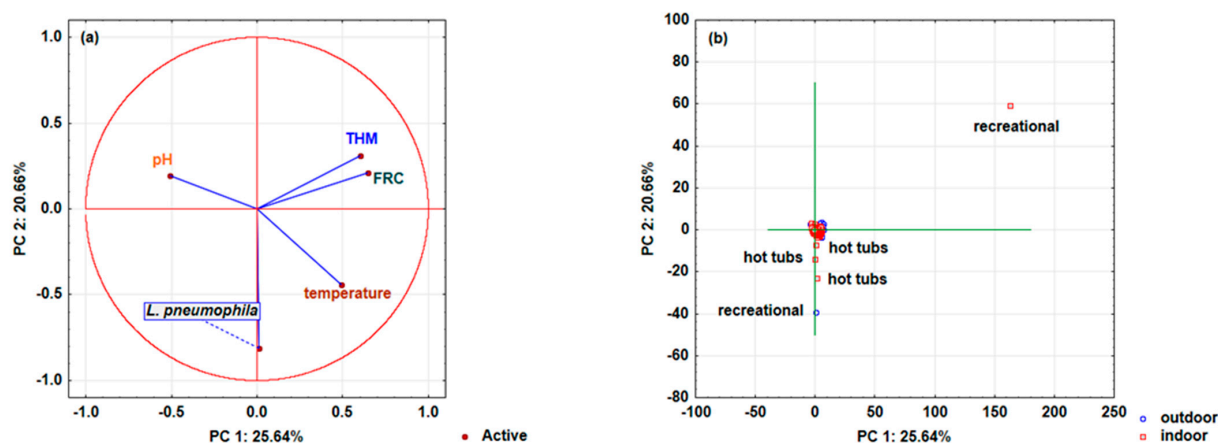 (a)
1.0
0.5
0.0
-0.5
-1.0
PC 2: 20.66%
THM
FRC
pH
temperature
L. pneumophila
-1.0 -0.5 0.0 0.5 1.0
PC 1: 25.64%
Active
(b)
100
80
60
40
20
0
-20
-40
-60
-80
PC 2: 20.66%
recreational
hot tubs
hot tubs
hot tubs
recreational
-100 -50 0 50 100 150 200 250
PC 1: 25.64%
outdoor
indoor